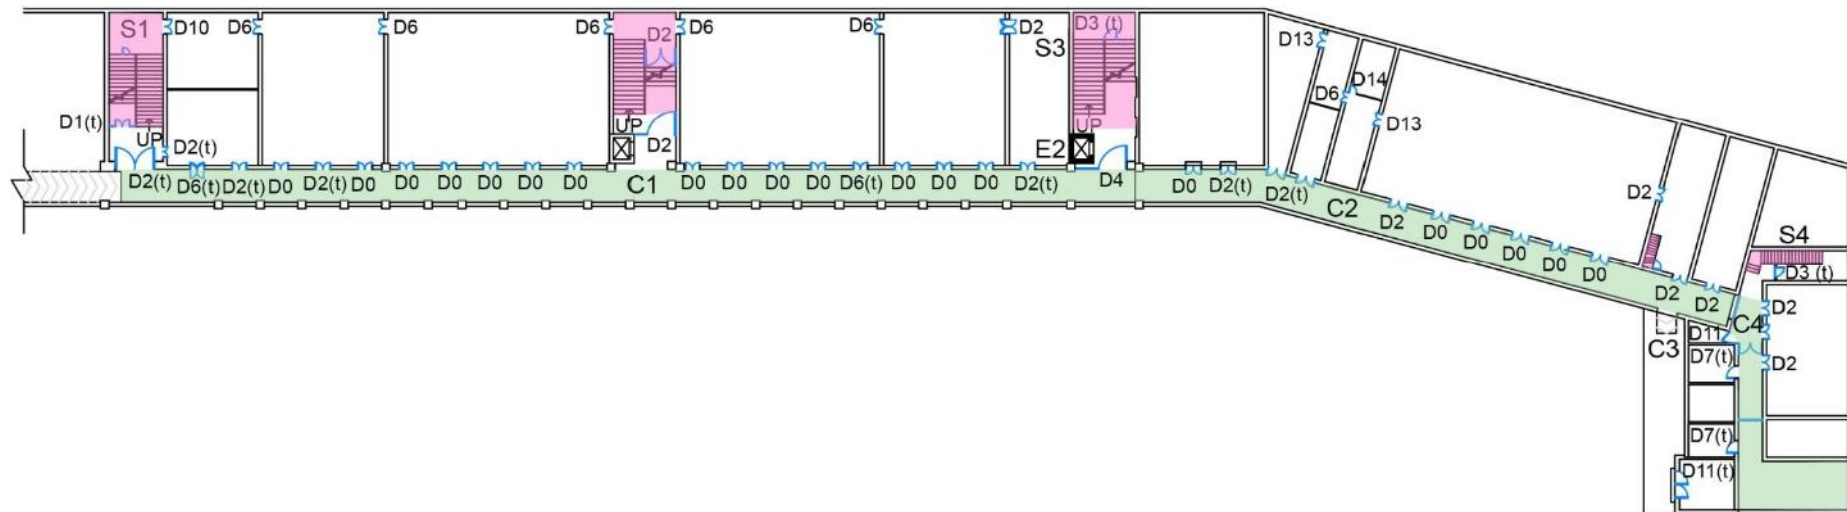 S1
D10
D6
D6
D6
D2
D6
D6
D2
S3
D3 (t)
D13
D14
D6
D13
D1(t)
UP
D2(t)
UP
D2
E2
UP
D2(t)
D6(t)
D2(t)
D0
D2(t)
D0
D0
D0
D0
D0
D0
C1
D0
D0
D0
D0
D6(t)
D0
D0
D0
D2(t)
D4
D0
D2(t)
D2(t)
C2
D2
D0
D0
D0
D0
D0
D2
D2
D2
S4
D3 (t)
D2
C4
D11
C3
D7(t)
D2
D7(t)
D11(t)